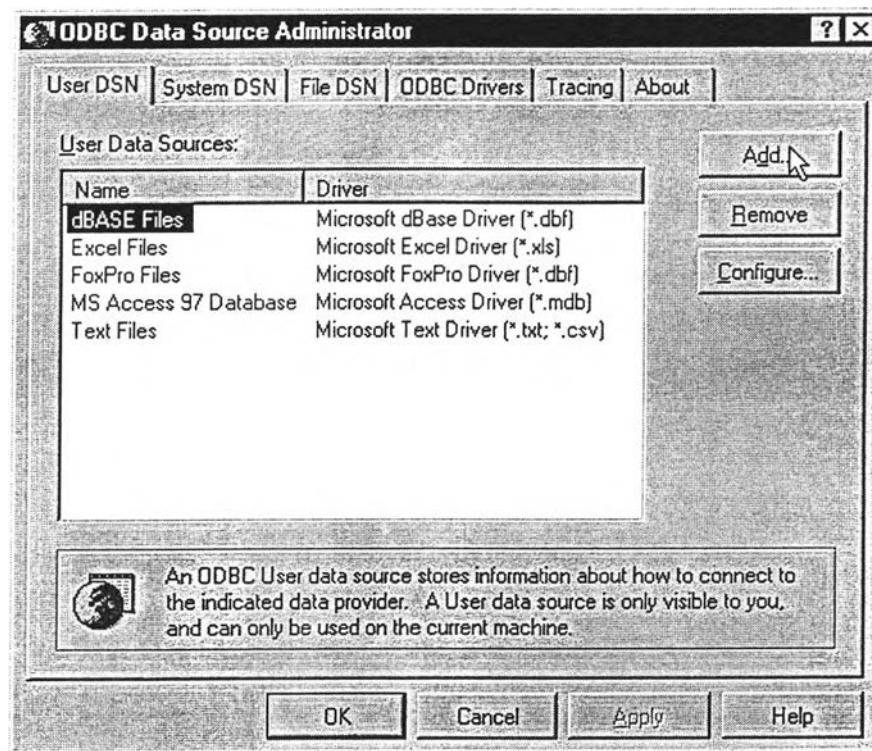 ODBC Data Source Administrator
User DSN System DSN File DSN ODBC Drivers Tracing About
User Data Sources:
Add...
Name Driver
dBASE Files Microsoft dBase Driver (*.dbf)
Remove
Excel Files Microsoft Excel Driver (*.xls)
FoxPro Files Microsoft FoxPro Driver (*.dbf)
Configure...
MS Access 97 Database Microsoft Access Driver (*.mdb)
Text Files Microsoft Text Driver (*.txt; *.csv)
An ODBC User data source stores information about how to connect to
the indicated data provider. A User data source is only visible to you,
and can only be used on the current machine.
OK Cancel Apply Help